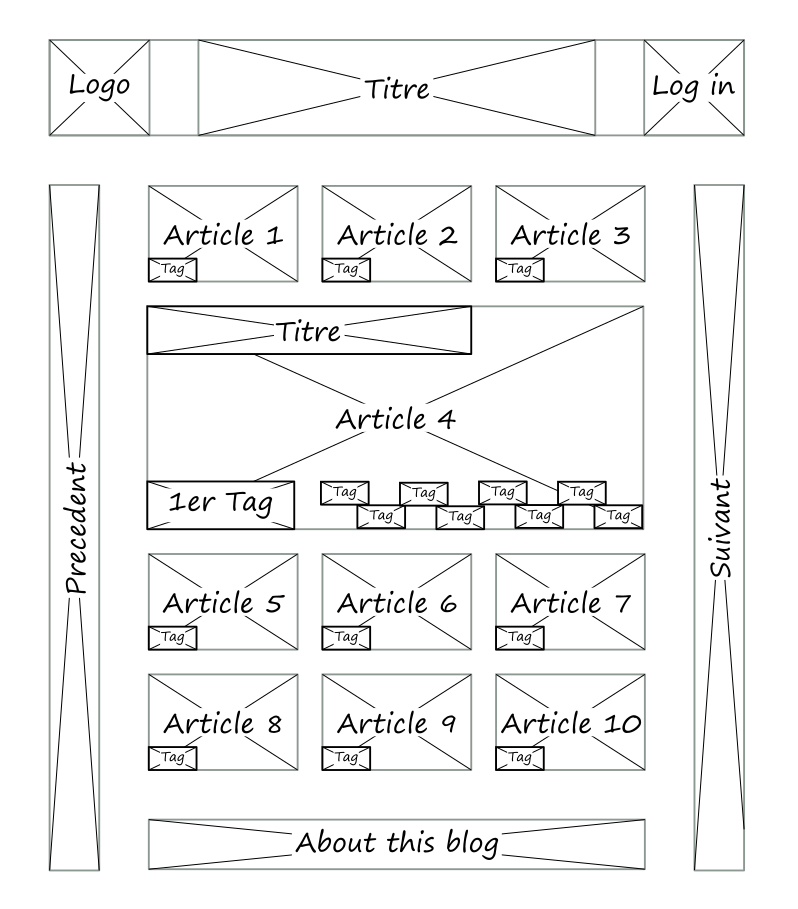 Logo
Titre
Log in
Precedent
Article 1
Tag
Article 2
Tag
Article 3
Tag
Titre
Article 4
1er Tag
Tag
Tag
Tag
Tag
Tag
Tag
Tag
Tag
Article 5
Tag
Article 6
Tag
Article 7
Tag
Article 8
Tag
Article 9
Tag
Article 10
Tag
Suivant
About this blog